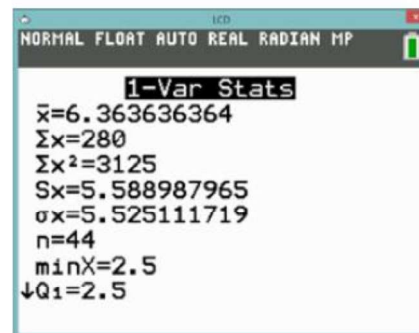 LCD
NORMAL FLOAT AUTO REAL RADIAN MP
1-Var Stats
x̄=6.363636364
Σx=280
Σx²=3125
Sx=5.588987965
σx=5.525111719
n=44
minX=2.5
↓Q₁=2.5